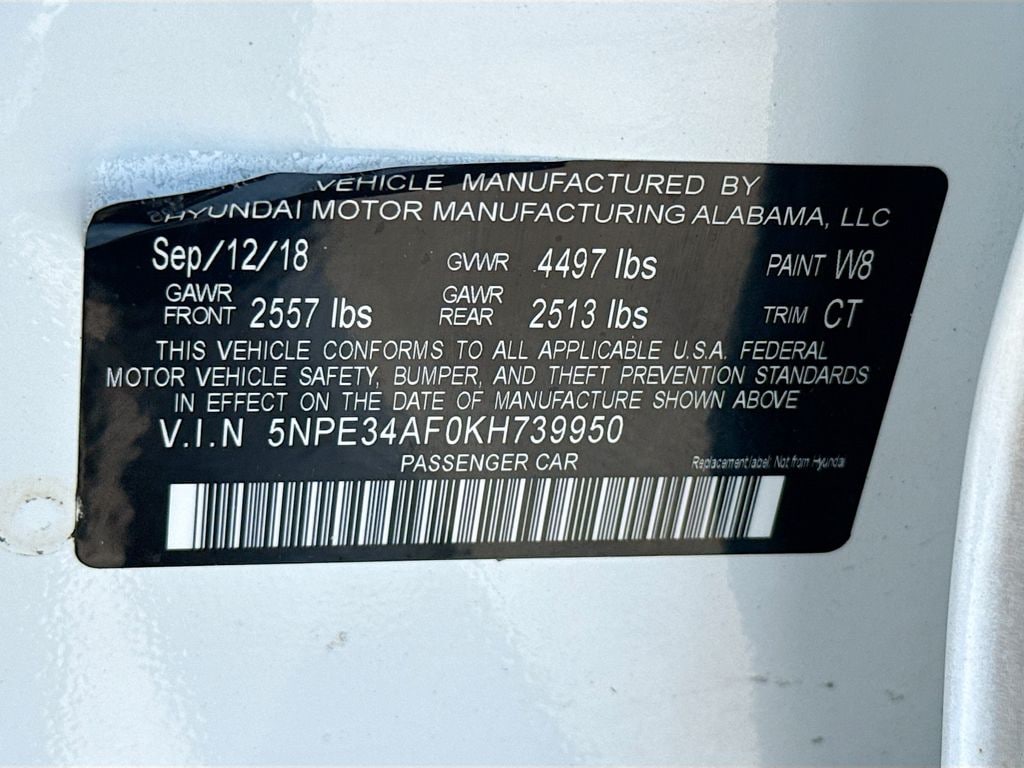 VEHICLE MANUFACTURED BY
HYUNDAI MOTOR MANUFACTURING ALABAMA, LLC
Sep/12/18 GVWR 4497 lbs PAINT W8
GAWR FRONT 2557 lbs GAWR REAR 2513 lbs TRIM CT
THIS VEHICLE CONFORMS TO ALL APPLICABLE U.S.A. FEDERAL
MOTOR VEHICLE SAFETY, BUMPER, AND THEFT PREVENTION STANDARDS
IN EFFECT ON THE DATE OF MANUFACTURE SHOWN ABOVE
V.I.N 5NPE34AF0KH739950
PASSENGER CAR
Replacement label: Not from Hyundai